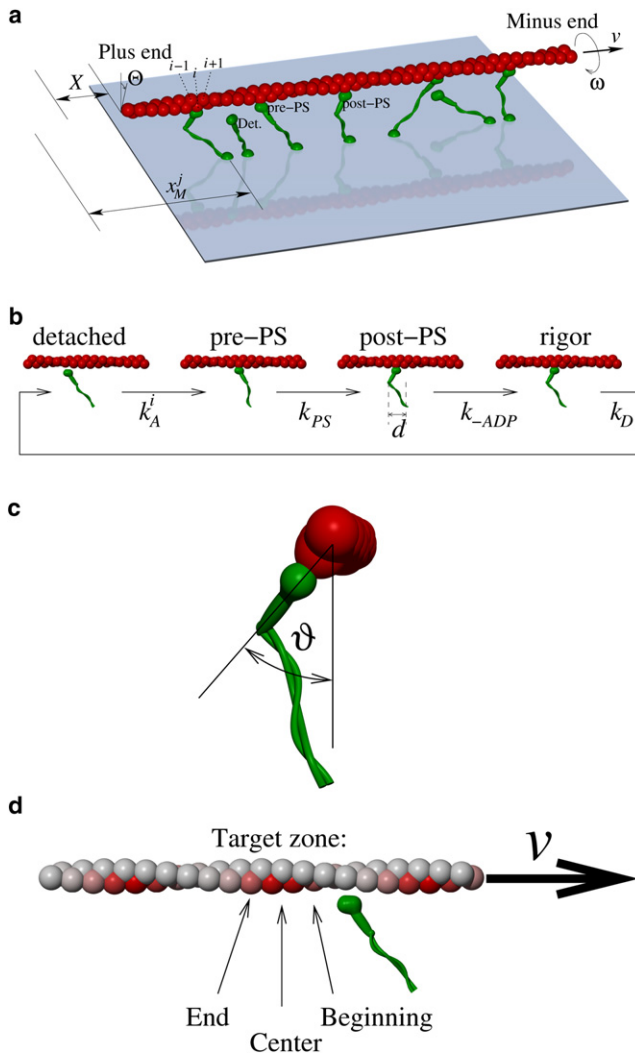 a
Minus end
v
ω
Plus end
X
Θ
i−1
i
i+1
pre−PS
post−PS
Det.
x_M^j
b
detached
pre−PS
post−PS
rigor
k_A^i
k_PS
d
k_−ADP
k_D
c
ϑ
d
Target zone:
v
End
Center
Beginning